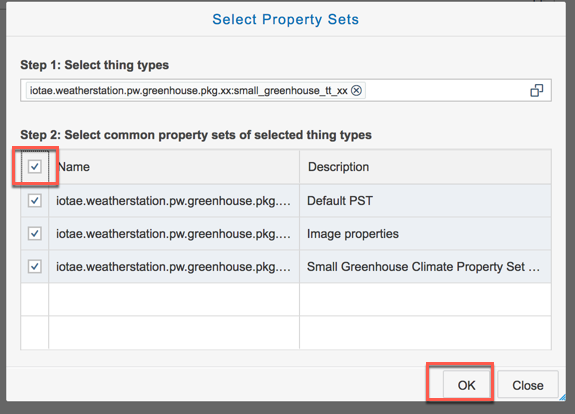 Select Property Sets
Step 1: Select thing types
iotae.weatherstation.pw.greenhouse.pkg.xx:small_greenhouse_tt_xx
Step 2: Select common property sets of selected thing types
Name Description
iotae.weatherstation.pw.greenhouse.pkg.... Default PST
iotae.weatherstation.pw.greenhouse.pkg.... Image properties
iotae.weatherstation.pw.greenhouse.pkg.... Small Greenhouse Climate Property Set ...
OK Close